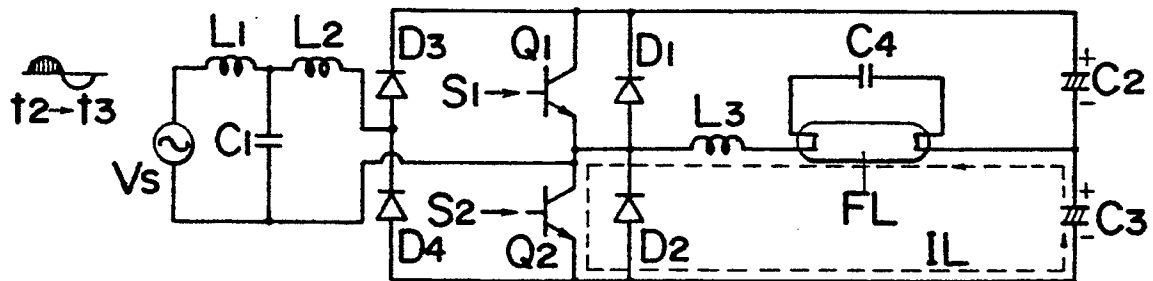 L1 L2 D3 Q1 D1 C4
t2→t3 S1→ L3 + C2 -
Vs C1
S2→ FL + C3 -
D4 Q2 D2 IL